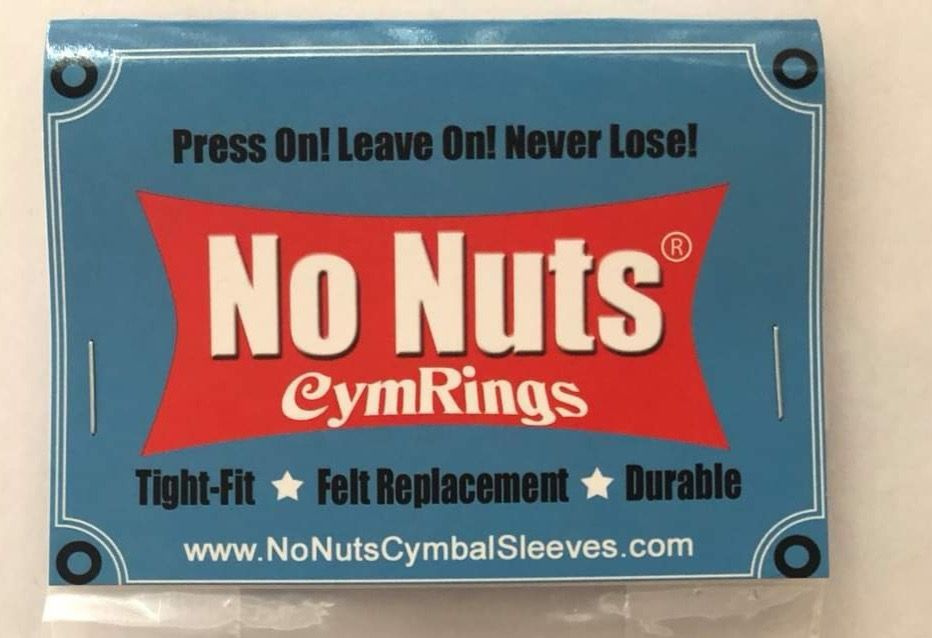 Press On! Leave On! Never Lose!
No Nuts®
CymRings
Tight-Fit ★ Felt Replacement ★ Durable
www.NoNutsCymbalSleeves.com